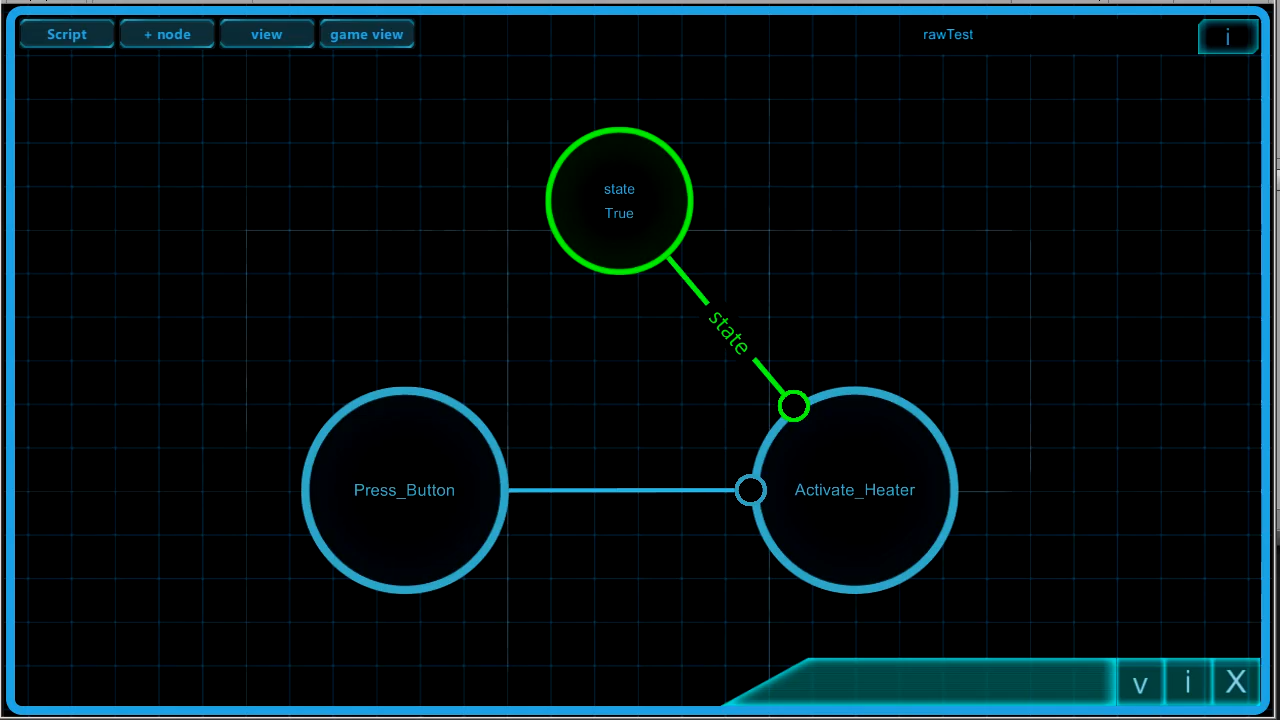 Script
+ node
view
game view
rawTest
i
state
True
state
Press_Button
Activate_Heater
v
i
X